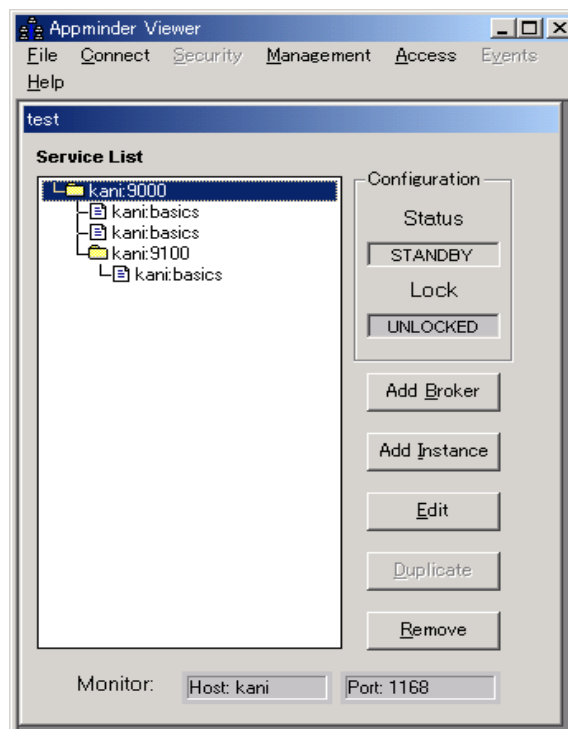 Appminder Viewer
File Connect Security Management Access Events
Help
test
Service List
kani:9000
kani:basics
kani:basics
kani:9100
kani:basics
Configuration
Status
STANDBY
Lock
UNLOCKED
Add Broker
Add Instance
Edit
Duplicate
Remove
Monitor: Host: kani Port: 1168